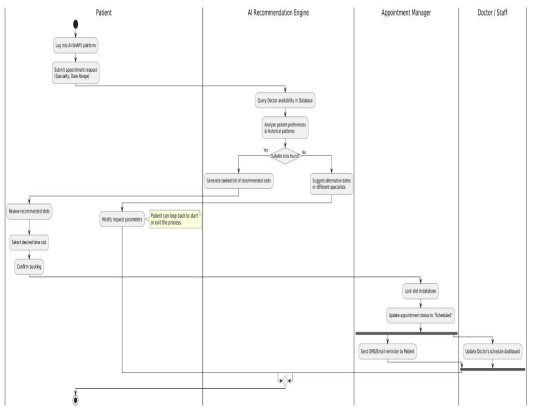 Patient
AI Recommendation Engine
Appointment Manager
Doctor / Staff
Log into AI-SHAPS platform
Submit appointment request
(Specialty, Date Range)
Query Doctor availability in Database
Analyze patient preferences
& historical patterns
Suitable slots found?
Yes
No
Generate ranked list of recommended slots
Suggest alternative dates
or different specialists
Review recommended slots
Modify request parameters
Patient can loop back to start
or exit the process.
Select desired time slot
Confirm booking
Lock slot in database
Update appointment status to "Scheduled"
Send SMS/Email reminder to Patient
Update Doctor's schedule dashboard